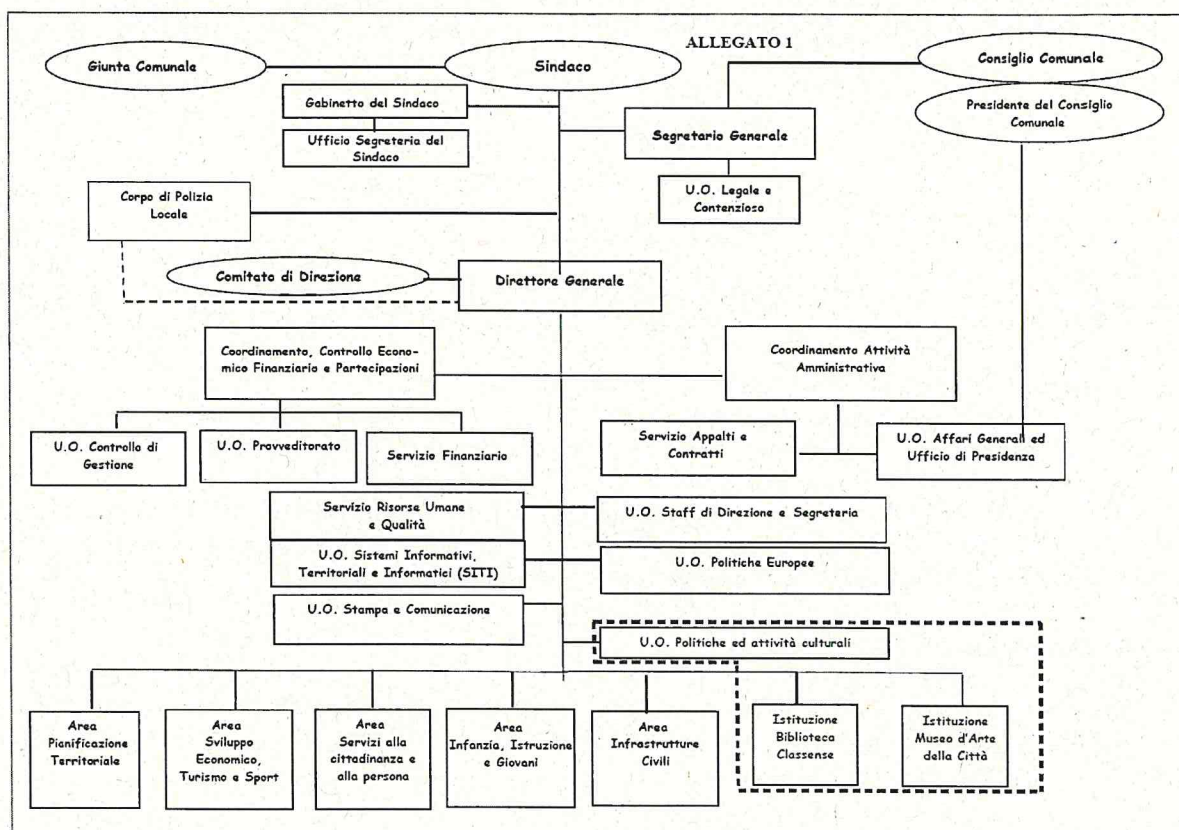 ALLEGATO 1
Giunta Comunale
Sindaco
Consiglio Comunale
Presidente del Consiglio
Comunale
Gabinetto del Sindaco
Ufficio Segreteria del
Sindaco
Segretario Generale
U.O. Legale e
Contenzioso
Corpo di Polizia
Locale
Comitato di Direzione
Direttore Generale
Coordinamento, Controllo Econo-
mico Finanziario e Partecipazioni
Coordinamento Attività
Amministrativa
U.O. Controllo di
Gestione
U.O. Provveditorato
Servizio Finanziario
Servizio Appalti e
Contratti
U.O. Affari Generali ed
Ufficio di Presidenza
Servizio Risorse Umane
e Qualità
U.O. Staff di Direzione e Segreteria
U.O. Sistemi Informativi,
Territoriali e Informatici (SITI)
U.O. Politiche Europee
U.O. Stampa e Comunicazione
U.O. Politiche ed attività culturali
Area
Pianificazione
Territoriale
Area
Sviluppo
Economico,
Turismo e Sport
Area
Servizi alla
cittadinanza e
alla persona
Area
Infanzia, Istruzione
e Giovani
Area
Infrastrutture
Civili
Istituzione
Biblioteca
Classense
Istituzione
Museo d'Arte
della Città